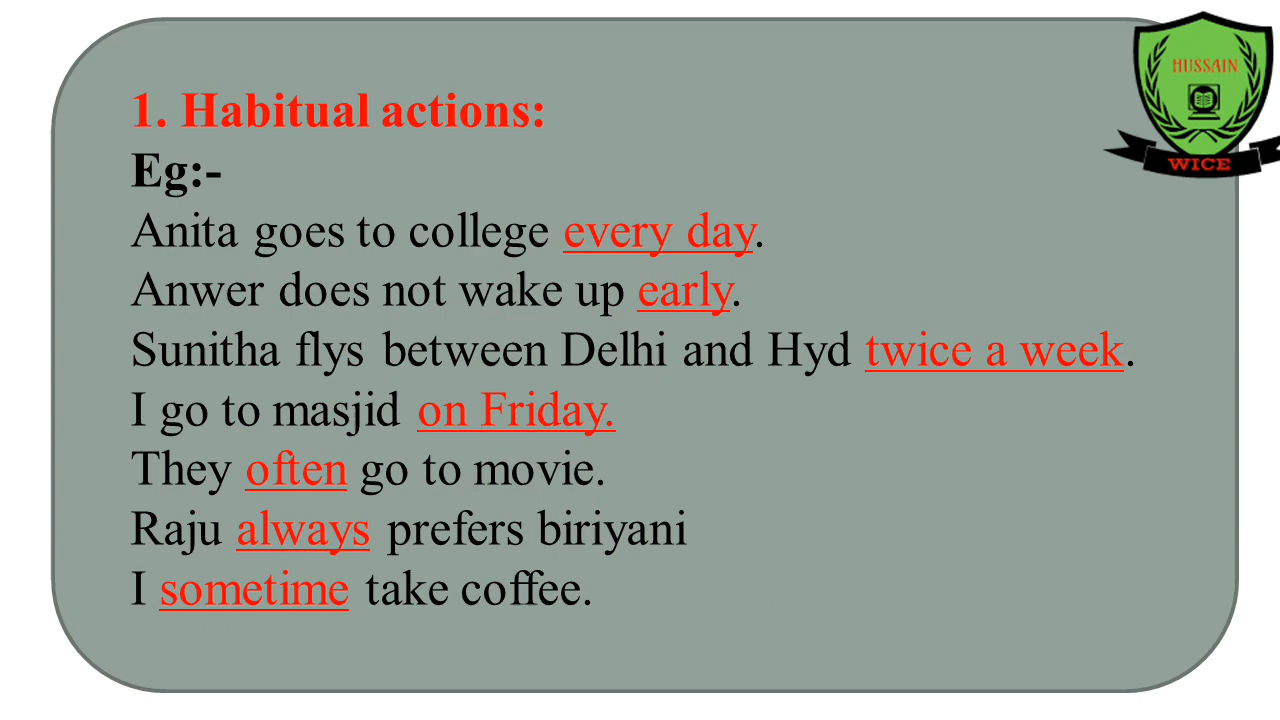 HUSSAIN
WICE
1. Habitual actions:
Eg:-
Anita goes to college every day.
Anwer does not wake up early.
Sunitha flys between Delhi and Hyd twice a week.
I go to masjid on Friday.
They often go to movie.
Raju always prefers biriyani
I sometime take coffee.